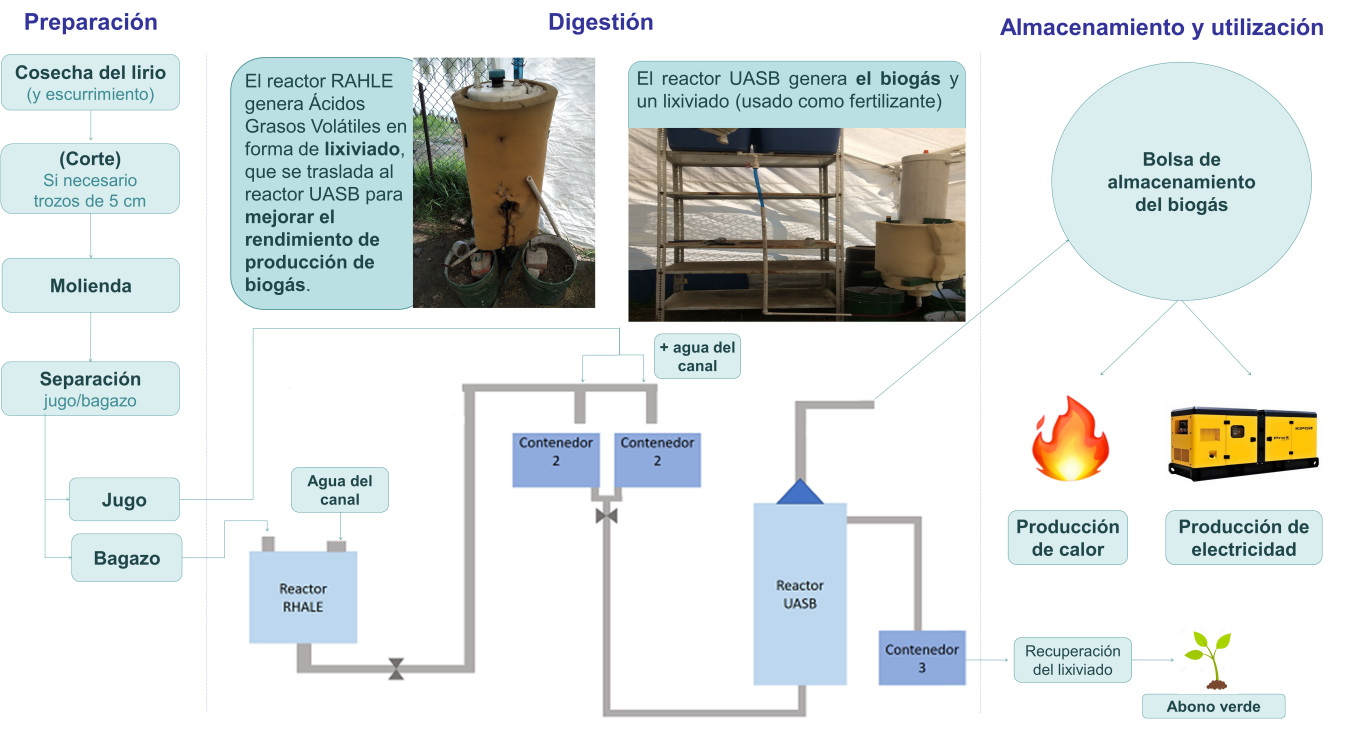 Preparación
Digestión
Almacenamiento y utilización
Cosecha del lirio
(y escurrimiento)
(Corte)
Si necesario
trozos de 5 cm
Molienda
Separación
jugo/bagazo
Jugo
Bagazo
El reactor RAHLE
genera Ácidos
Grasos Volátiles en
forma de lixiviado,
que se traslada al
reactor UASB para
mejorar el
rendimiento de
producción de
biogás.
El reactor UASB genera el biogás y
un lixiviado (usado como fertilizante)
+ agua del
canal
Contenedor
2
Contenedor
2
Agua del
canal
Reactor
RHALE
Reactor
UASB
Contenedor
3
Bolsa de
almacenamiento
del biogás
KIPOR
Producción
de calor
Producción de
electricidad
Recuperación
del lixiviado
Abono verde